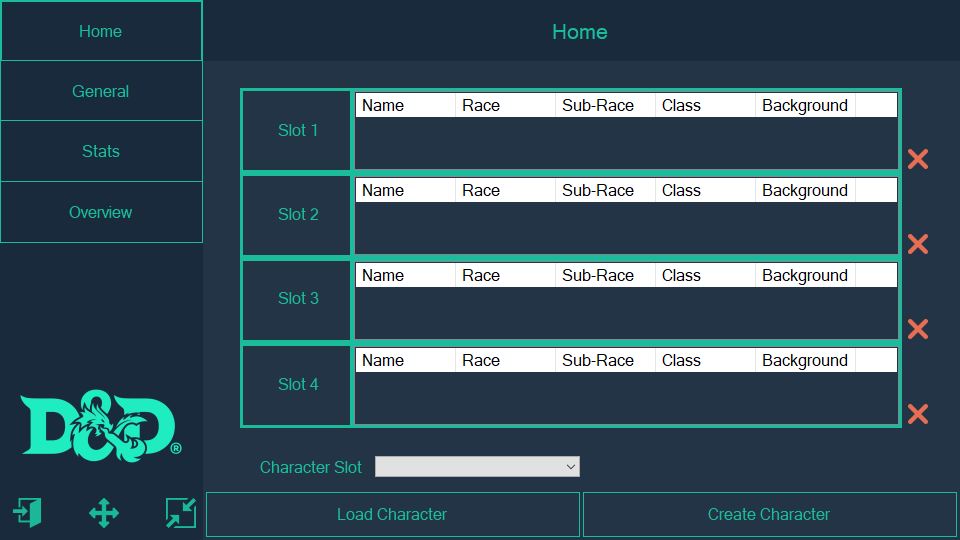 Home
General
Stats
Overview
D&D®
Home
Slot 1
Name Race Sub-Race Class Background
Slot 2
Name Race Sub-Race Class Background
Slot 3
Name Race Sub-Race Class Background
Slot 4
Name Race Sub-Race Class Background
Character Slot
Load Character
Create Character